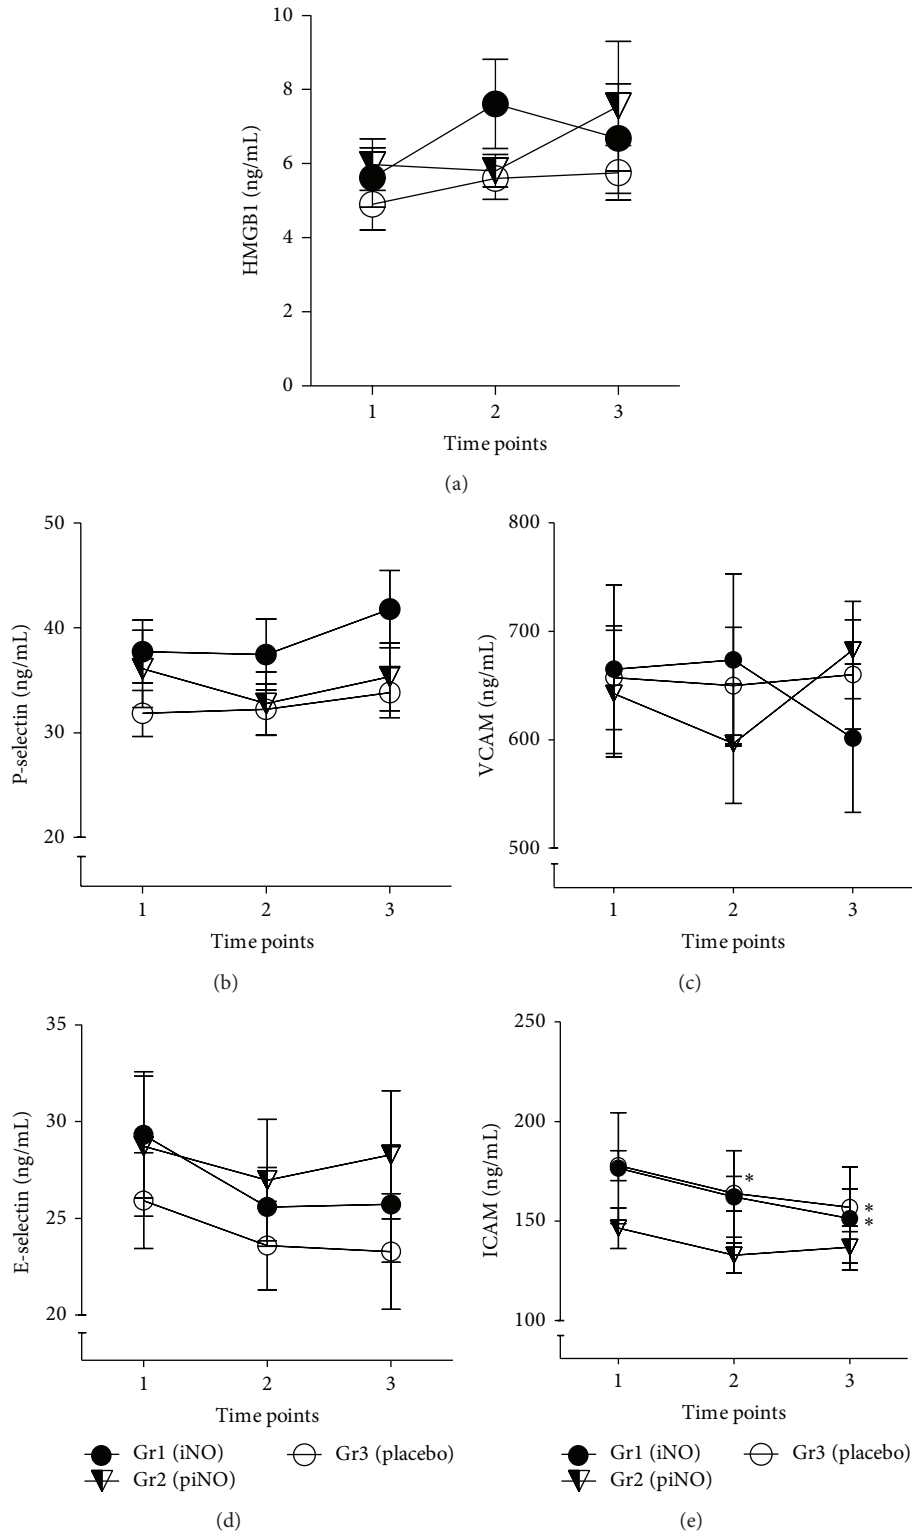 10
8
6
4
2
0
HMGB1 (ng/mL)
1 2 3
Time points
(a)
50
40
30
20
P-selectin (ng/mL)
1 2 3
Time points
(b)
800
700
600
500
VCAM (ng/mL)
1 2 3
Time points
(c)
35
30
25
20
E-selectin (ng/mL)
1 2 3
Time points
Gr1 (iNO)
Gr2 (piNO)
Gr3 (placebo)
(d)
250
200
150
100
ICAM (ng/mL)
*
*
*
1 2 3
Time points
Gr1 (iNO)
Gr2 (piNO)
Gr3 (placebo)
(e)